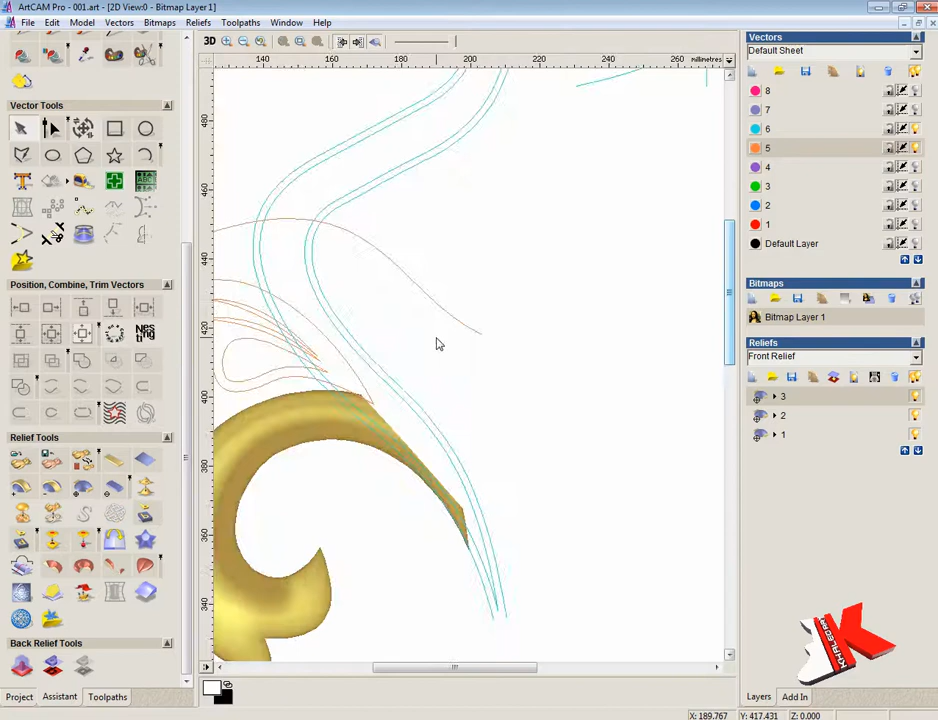 ArtCAM Pro - 001.art - [2D View:0 - Bitmap Layer 1]
File Edit Model Vectors Bitmaps Reliefs Toolpaths Window Help
3D
140 160 180 200 220 240 260 millimetres
480
460
440
420
400
380
360
340
Vector Tools
Position, Combine, Trim Vectors
Relief Tools
Back Relief Tools
Project Assistant Toolpaths
Vectors
Default Sheet
8
7
6
5
4
3
2
1
Default Layer
Bitmaps
Bitmap Layer 1
Reliefs
Front Relief
3
2
1
KHALEDRA
Layers Add In
X: 189.767 Y: 417.431 Z: 0.000